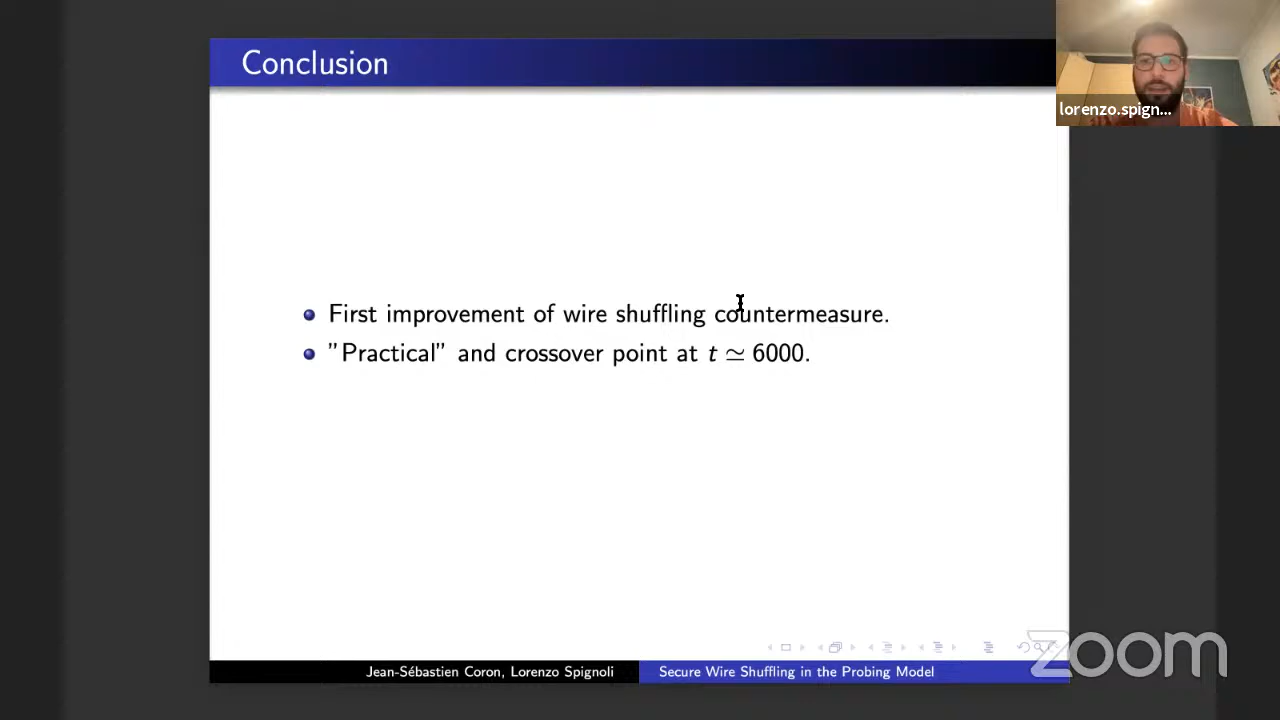 Conclusion
lorenzo.spign...
First improvement of wire shuffling countermeasure.
"Practical" and crossover point at t ≃ 6000.
Jean-Sébastien Coron, Lorenzo Spignoli
Secure Wire Shuffling in the Probing Model
zoom